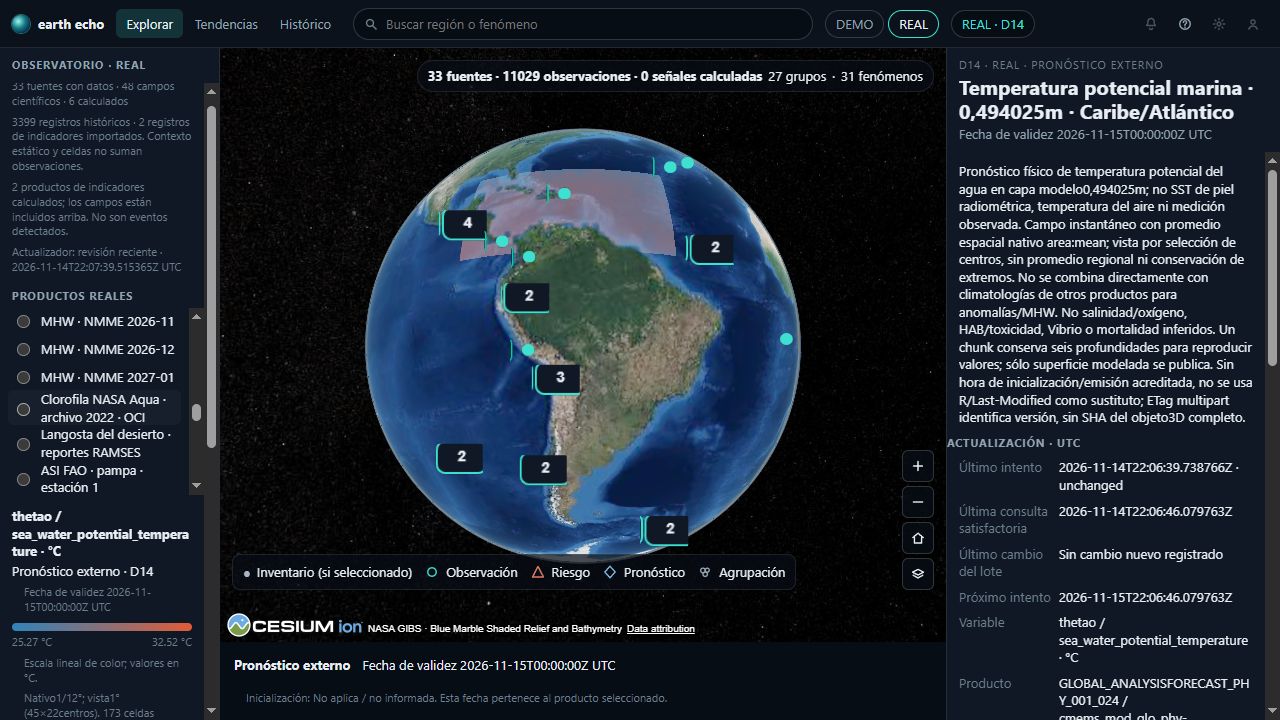 earth echo
Explorar
Tendencias
Histórico
Buscar región o fenómeno
DEMO
REAL
REAL · D14
OBSERVATORIO · REAL
33 fuentes con datos · 48 campos
científicos · 6 calculados
3399 registros históricos · 2 registros
de indicadores importados. Contexto
estático y celdas no suman
observaciones.
2 productos de indicadores
calculados; los campos están
incluidos arriba. No son eventos
detectados.
Actualizador: revisión reciente ·
2026-11-14T22:07:39.515365Z UTC
PRODUCTOS REALES
MHW · NMME 2026-11
MHW · NMME 2026-12
MHW · NMME 2027-01
Clorofila NASA Aqua ·
archivo 2022 · OCI
Langosta del desierto ·
reportes RAMSES
ASI FAO · pampa ·
estación 1
thetao /
sea_water_potential_tempera
ture · °C
Pronóstico externo · D14
Fecha de validez 2026-11-
15T00:00:00Z UTC
25.27 °C
32.52 °C
Escala lineal de color; valores en
°C.
Nativo1/12°; vista1°
(45×22centros). 173 celdas
33 fuentes · 11029 observaciones · 0 señales calculadas 27 grupos · 31 fenómenos
4
2
2
3
2
2
2
+
−
Inventario (si seleccionado)
Observación
Riesgo
Pronóstico
Agrupación
CESIUM ion
NASA GIBS · Blue Marble Shaded Relief and Bathymetry
Data attribution
Pronóstico externo
Fecha de validez 2026-11-15T00:00:00Z UTC
Inicialización: No aplica / no informada. Esta fecha pertenece al producto seleccionado.
D14 · REAL · PRONÓSTICO EXTERNO
Temperatura potencial marina ·
0,494025m · Caribe/Atlántico
Fecha de validez 2026-11-15T00:00:00Z UTC
Pronóstico físico de temperatura potencial del
agua en capa modelo0,494025m; no SST de piel
radiométrica, temperatura del aire ni medición
observada. Campo instantáneo con promedio
espacial nativo area:mean; vista por selección de
centros, sin promedio regional ni conservación de
extremos. No se combina directamente con
climatologías de otros productos para
anomalías/MHW. No salinidad/oxígeno,
HAB/toxicidad, Vibrio o mortalidad inferidos. Un
chunk conserva seis profundidades para reproducir
valores; sólo superficie modelada se publica. Sin
hora de inicialización/emisión acreditada, no se usa
R/Last-Modified como sustituto; ETag multipart
identifica versión, sin SHA del objeto3D completo.
ACTUALIZACIÓN · UTC
Último intento
2026-11-14T22:06:39.738766Z ·
unchanged
Última consulta
satisfactoria
2026-11-14T22:06:46.079763Z
Último cambio
del lote
Sin cambio nuevo registrado
Próximo intento
2026-11-15T22:06:46.079763Z
Variable
thetao /
sea_water_potential_temperature
· °C
Producto
GLOBAL_ANALYSISFORECAST_PH
Y_001_024 /
cmems_mod_glo_phy-